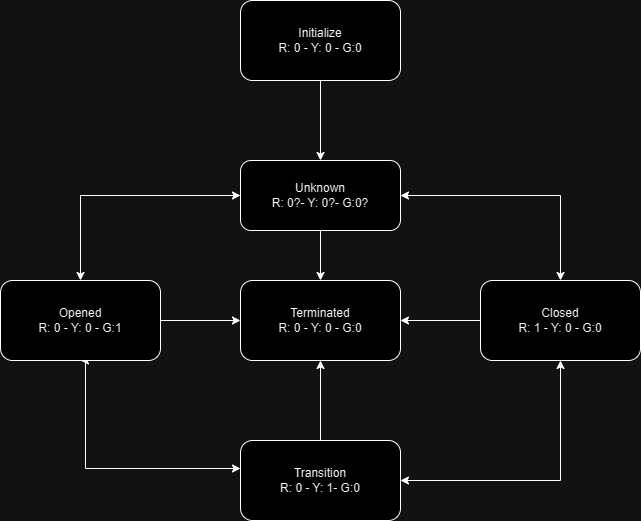 Initialize
R: 0 - Y: 0 - G:0
Unknown
R: 0?- Y: 0?- G:0?
Opened
R: 0 - Y: 0 - G:1
Terminated
R: 0 - Y: 0 - G:0
Closed
R: 1 - Y: 0 - G:0
Transition
R: 0 - Y: 1- G:0